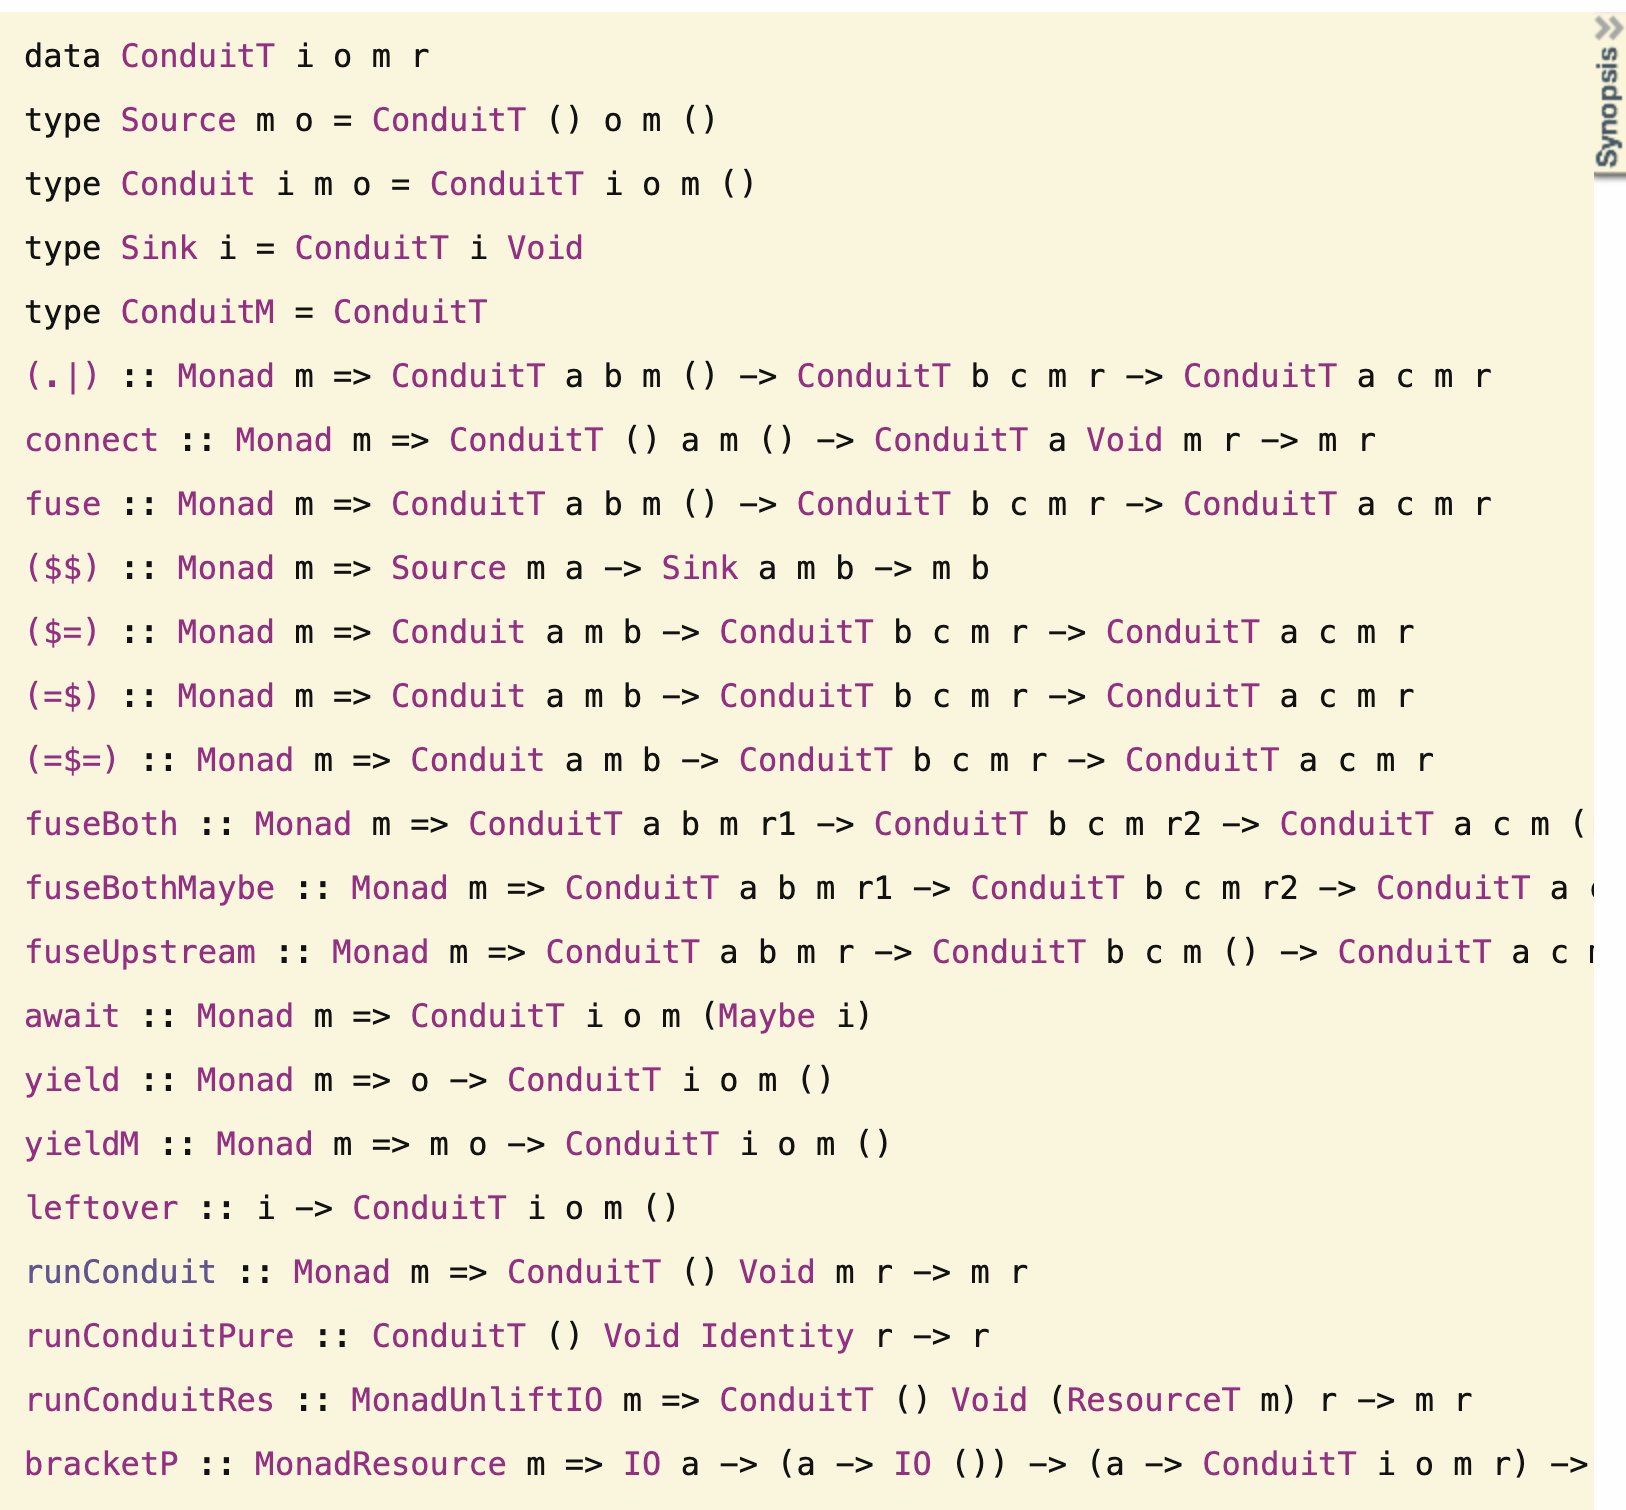 data ConduitT i o m r
type Source m o = ConduitT () o m ()
type Conduit i m o = ConduitT i o m ()
type Sink i = ConduitT i Void
type ConduitM = ConduitT
(.|) :: Monad m => ConduitT a b m () -> ConduitT b c m r -> ConduitT a c m r
connect :: Monad m => ConduitT () a m () -> ConduitT a Void m r -> m r
fuse :: Monad m => ConduitT a b m () -> ConduitT b c m r -> ConduitT a c m r
($$) :: Monad m => Source m a -> Sink a m b -> m b
($=) :: Monad m => Conduit a m b -> ConduitT b c m r -> ConduitT a c m r
(=$) :: Monad m => Conduit a m b -> ConduitT b c m r -> ConduitT a c m r
(=$=) :: Monad m => Conduit a m b -> ConduitT b c m r -> ConduitT a c m r
fuseBoth :: Monad m => ConduitT a b m r1 -> ConduitT b c m r2 -> ConduitT a c m (
fuseBothMaybe :: Monad m => ConduitT a b m r1 -> ConduitT b c m r2 -> ConduitT a
fuseUpstream :: Monad m => ConduitT a b m r -> ConduitT b c m () -> ConduitT a c
await :: Monad m => ConduitT i o m (Maybe i)
yield :: Monad m => o -> ConduitT i o m ()
yieldM :: Monad m => m o -> ConduitT i o m ()
leftover :: i -> ConduitT i o m ()
runConduit :: Monad m => ConduitT () Void m r -> m r
runConduitPure :: ConduitT () Void Identity r -> r
runConduitRes :: MonadUnliftIO m => ConduitT () Void (ResourceT m) r -> m r
bracketP :: MonadResource m => IO a -> (a -> IO ()) -> (a -> ConduitT i o m r) ->
Synopsis